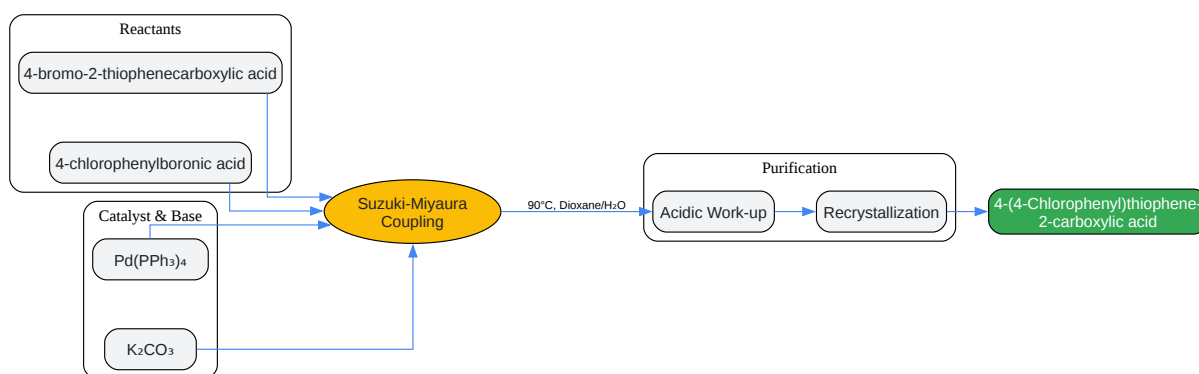 Reactants
4-bromo-2-thiophenecarboxylic acid
4-chlorophenylboronic acid
Catalyst & Base
Pd(PPh₃)₄
K₂CO₃
Suzuki-Miyaura
Coupling
90°C, Dioxane/H₂O
Purification
Acidic Work-up
Recrystallization
4-(4-Chlorophenyl)thiophene-
2-carboxylic acid